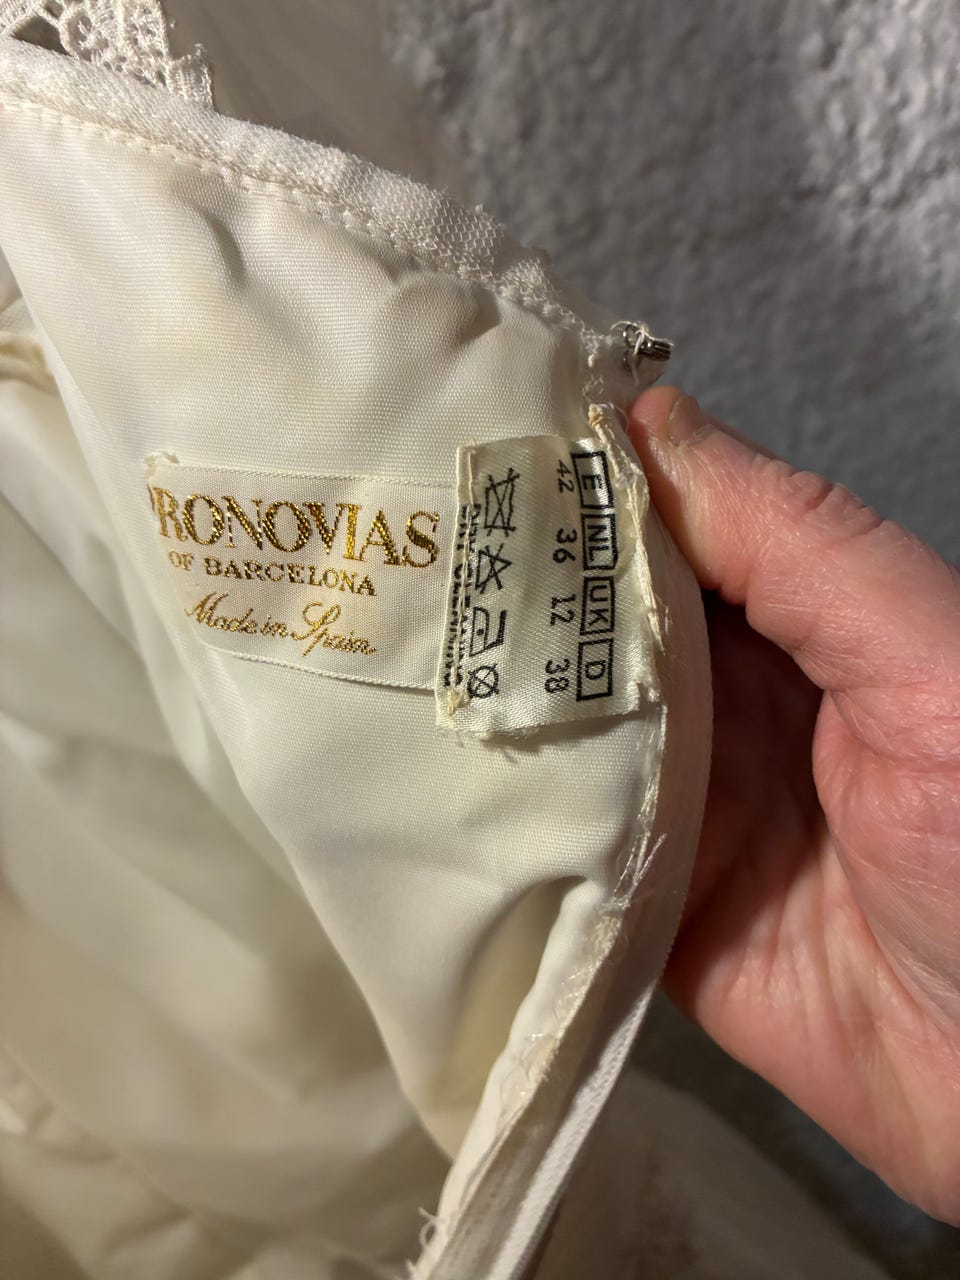 PRONOVIAS
OF BARCELONA
Made in Spain
E NL UK D
42 36 12 38